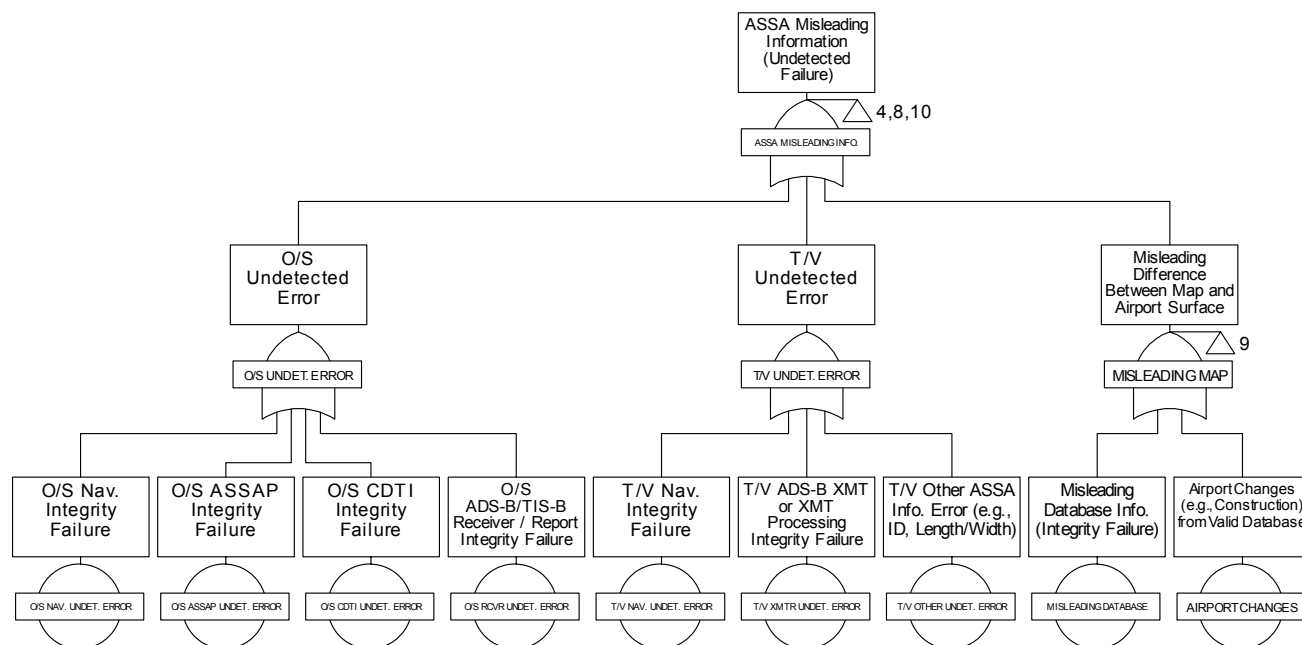 ASSA Misleading
Information
(Undetected
Failure)
4,8,10
ASSA MISLEADING INFO.
O/S
Undetected
Error
T/V
Undetected
Error
Misleading
Difference
Between Map and
Airport Surface
9
O/S UNDET. ERROR
T/V UNDET. ERROR
MISLEADING MAP
O/S Nav.
Integrity
Failure
O/S ASSAP
Integrity
Failure
O/S CDTI
Integrity
Failure
O/S
ADS-B/TIS-B
Receiver / Report
Integrity Failure
T/V Nav.
Integrity
Failure
T/V ADS-B XMT
or XMT
Processing
Integrity Failure
T/V Other ASSA
Info. Error (e.g.,
ID, Length/Width)
Misleading
Database Info.
(Integrity Failure)
Airport Changes
(e.g., Construction)
from Valid Database
O/S NAV. UNDET. ERROR
O/S ASSAP UNDET. ERROR
O/S CDTI UNDET. ERROR
O/S RCVR UNDET. ERROR
T/V NAV. UNDET. ERROR
T/V XMTR UNDET. ERROR
T/V OTHER UNDET. ERROR
MISLEADING DATABASE
AIRPORT CHANGES